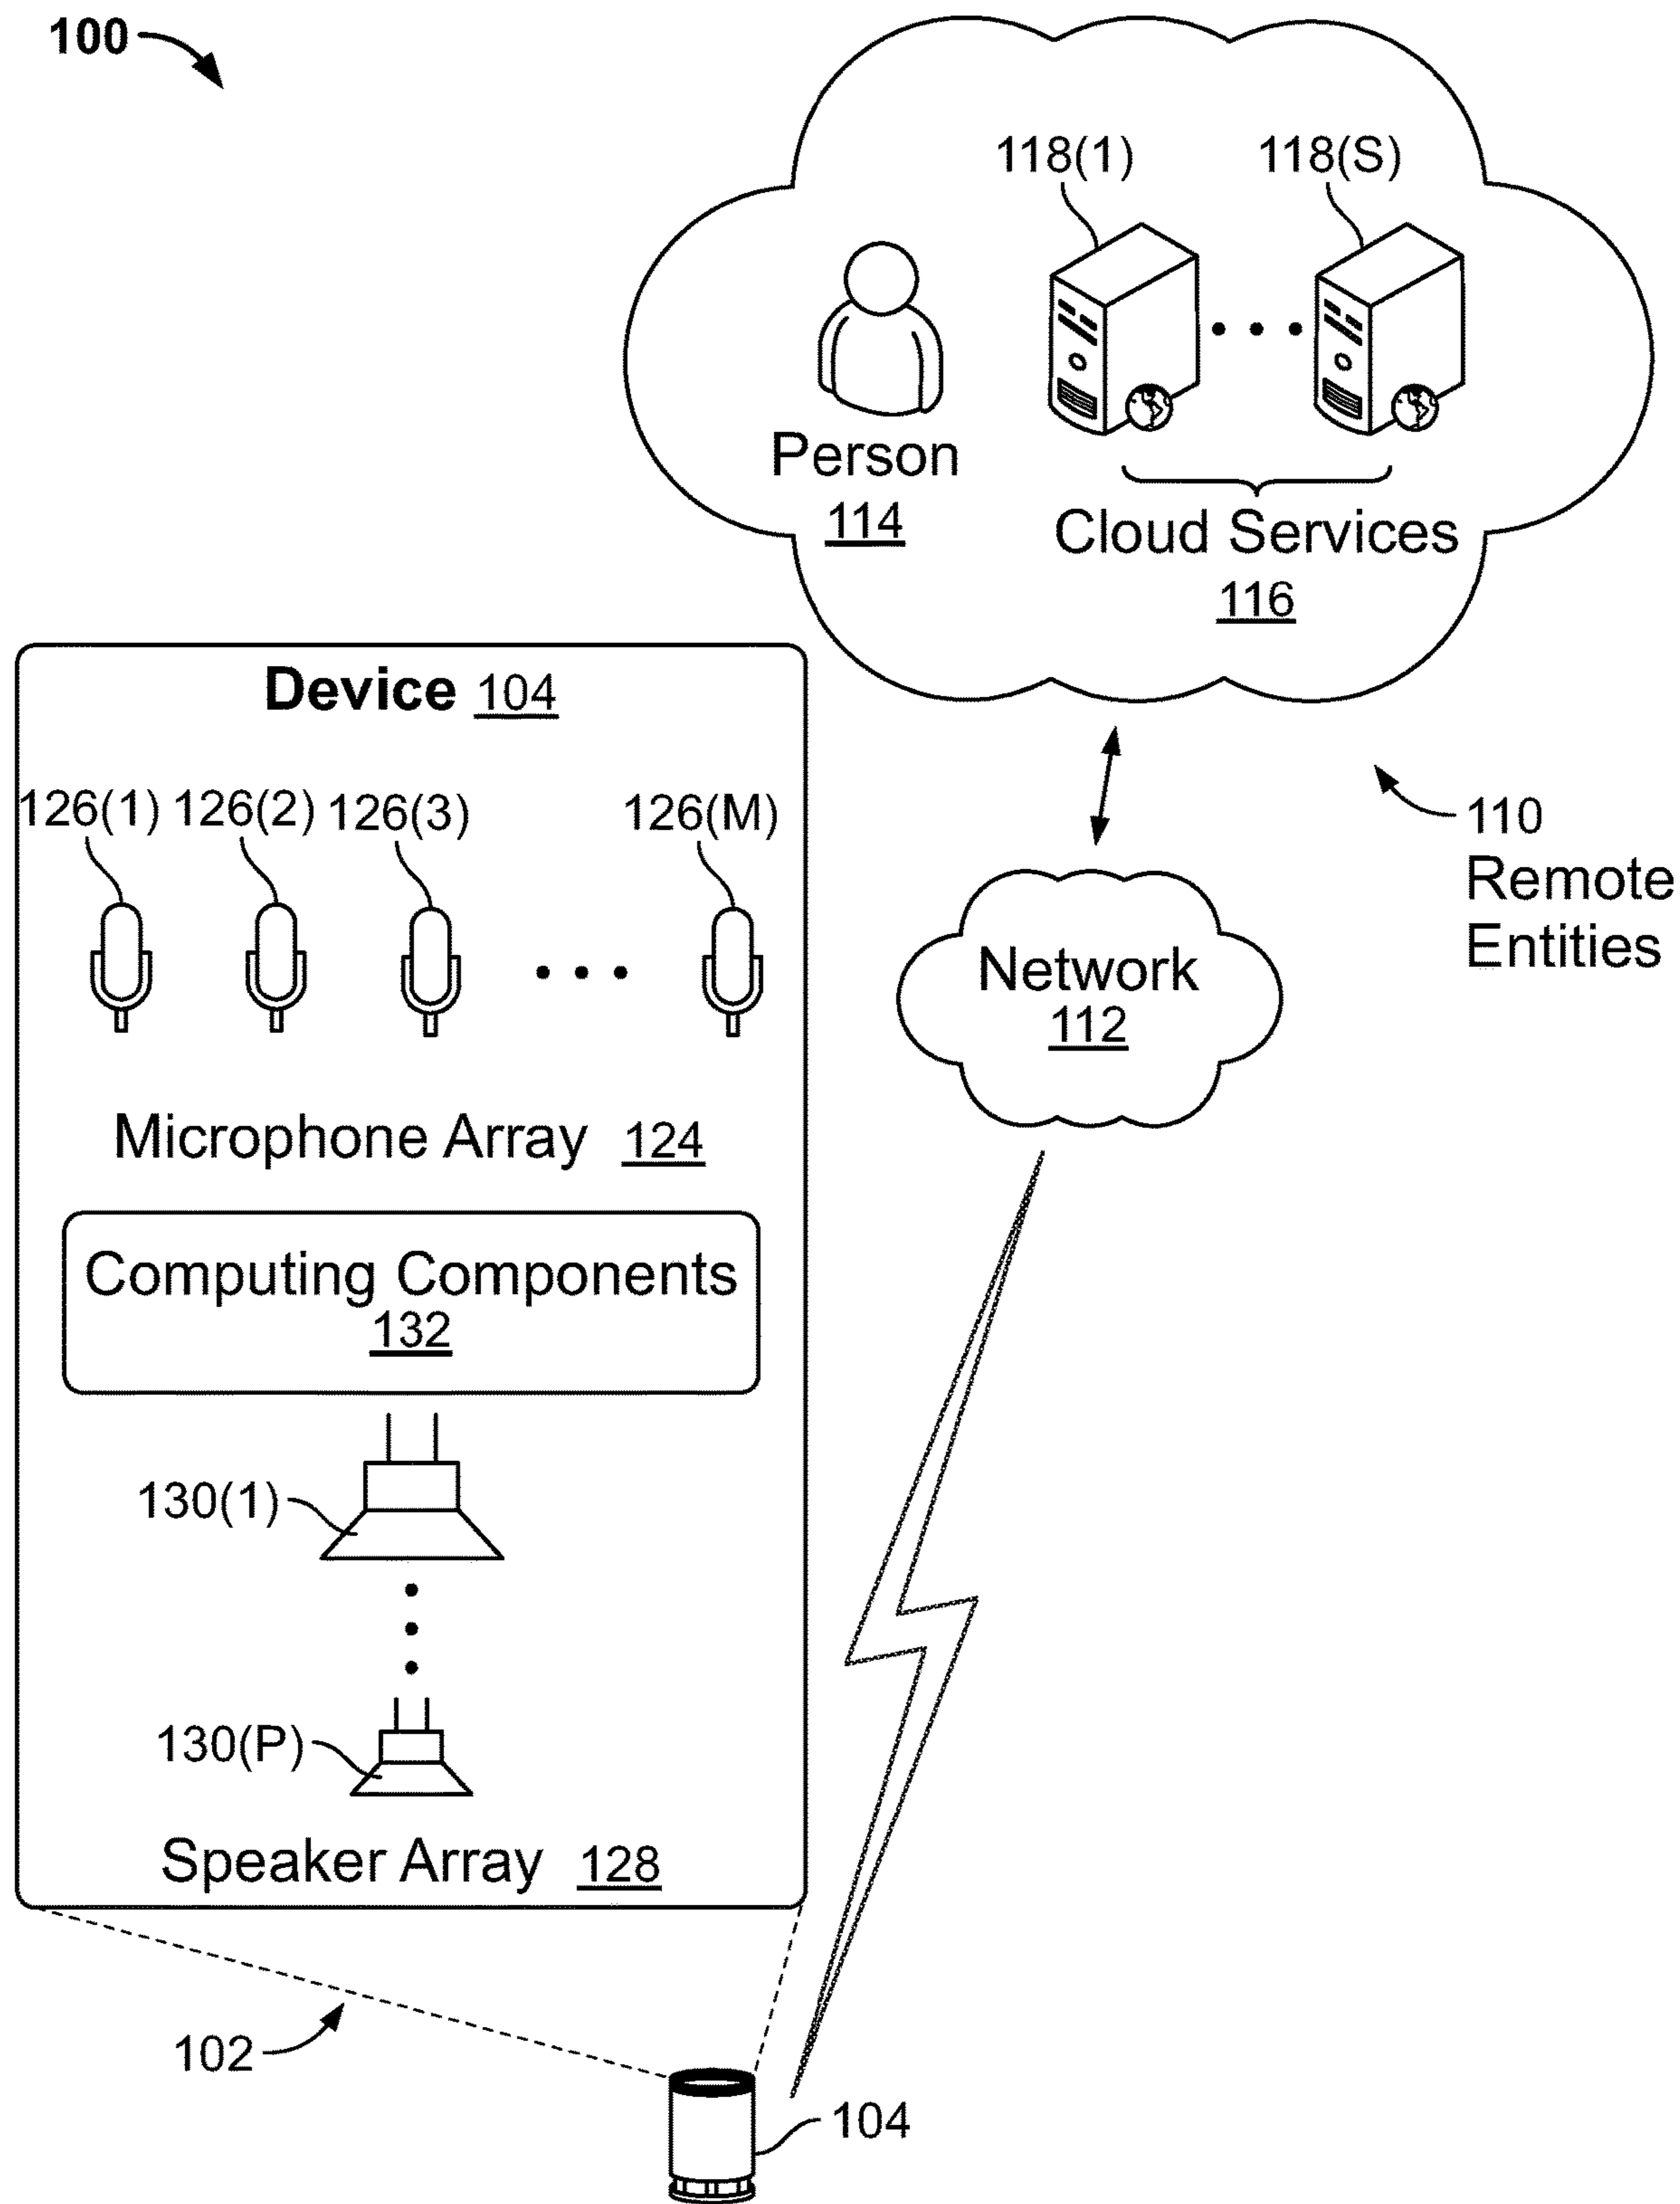 100
118(1) 118(S)
Person
114
Cloud Services
116
Device 104
126(1) 126(2) 126(3) 126(M)
110
Remote
Entities
Network
112
Microphone Array 124
Computing Components
132
130(1)
130(P)
Speaker Array 128
102
104